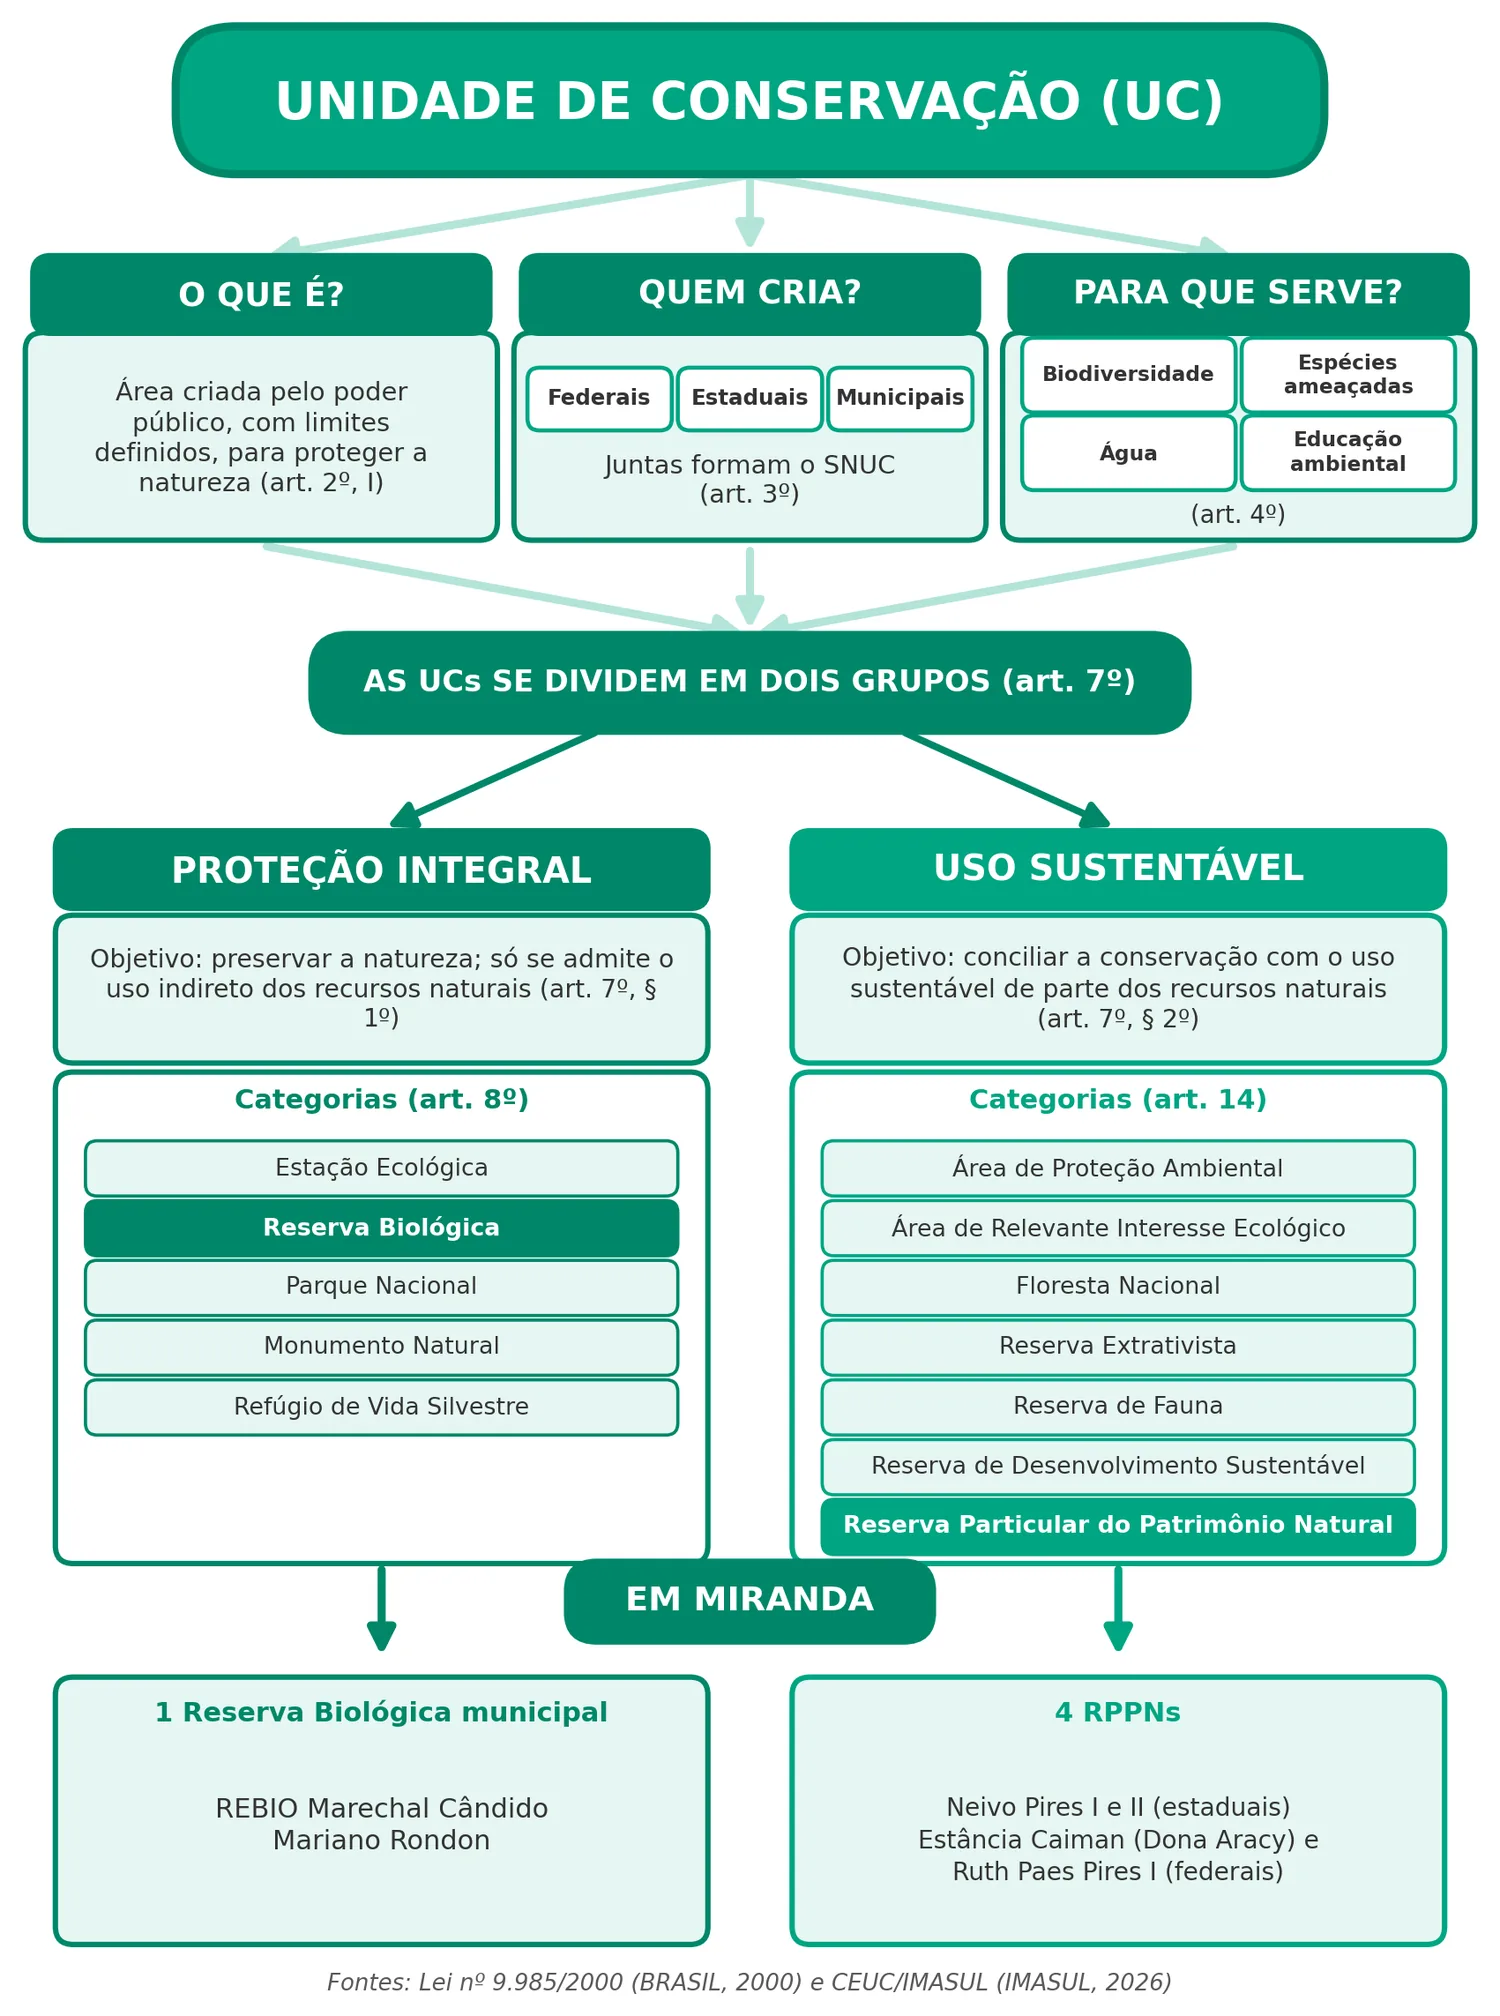 UNIDADE DE CONSERVAÇÃO (UC)
O QUE É?
Área criada pelo poder
público, com limites
definidos, para proteger a
natureza (art. 2º, I)
QUEM CRIA?
Federais
Estaduais
Municipais
Juntas formam o SNUC
(art. 3º)
PARA QUE SERVE?
Biodiversidade
Espécies
ameaçadas
Água
Educação
ambiental
(art. 4º)
AS UCs SE DIVIDEM EM DOIS GRUPOS (art. 7º)
PROTEÇÃO INTEGRAL
Objetivo: preservar a natureza; só se admite o
uso indireto dos recursos naturais (art. 7º, §
1º)
Categorias (art. 8º)
Estação Ecológica
Reserva Biológica
Parque Nacional
Monumento Natural
Refúgio de Vida Silvestre
USO SUSTENTÁVEL
Objetivo: conciliar a conservação com o uso
sustentável de parte dos recursos naturais
(art. 7º, § 2º)
Categorias (art. 14)
Área de Proteção Ambiental
Área de Relevante Interesse Ecológico
Floresta Nacional
Reserva Extrativista
Reserva de Fauna
Reserva de Desenvolvimento Sustentável
Reserva Particular do Patrimônio Natural
EM MIRANDA
1 Reserva Biológica municipal
REBIO Marechal Cândido
Mariano Rondon
4 RPPNs
Neivo Pires I e II (estaduais)
Estância Caiman (Dona Aracy) e
Ruth Paes Pires I (federais)
Fontes: Lei nº 9.985/2000 (BRASIL, 2000) e CEUC/IMASUL (IMASUL, 2026)